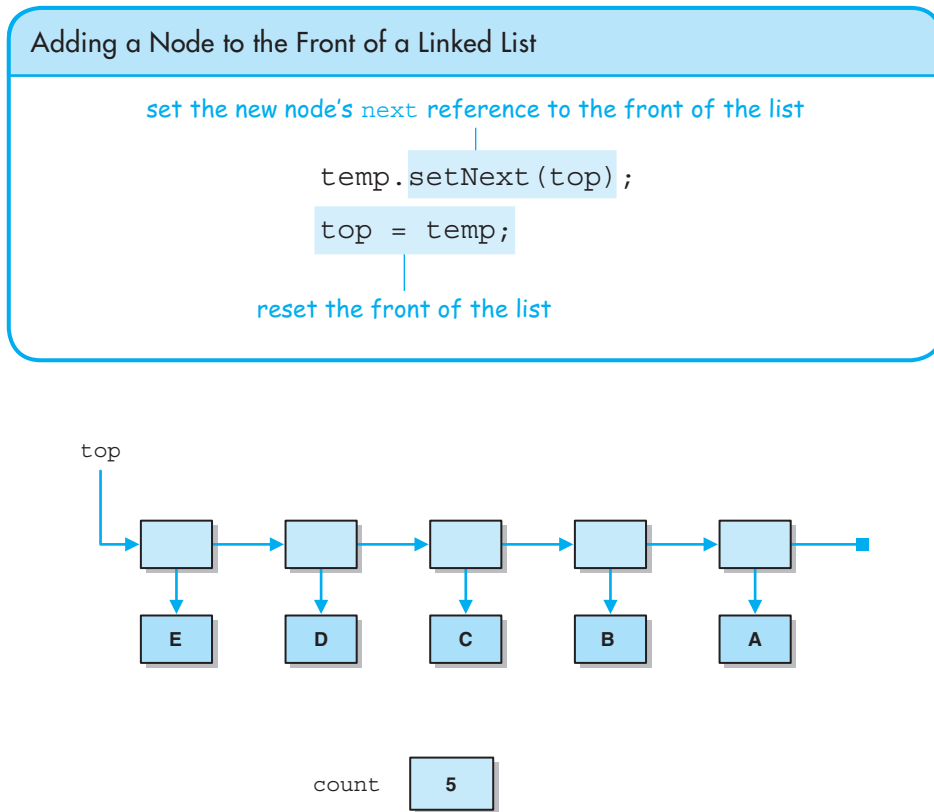 Adding a Node to the Front of a Linked List
set the new node's next reference to the front of the list
temp.setNext(top);
top = temp;
reset the front of the list
top
E D C B A
count 5